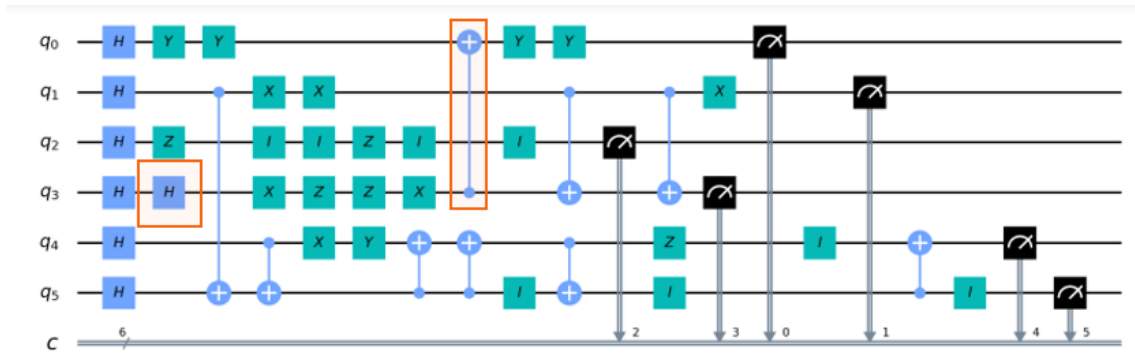 q0 H Y Y Y Y
q1 H X X X
q2 H Z I I Z I I
q3 H H X Z Z X
q4 H X Y Z I
q5 H I I I
6 2 3 0 1 4 5
C